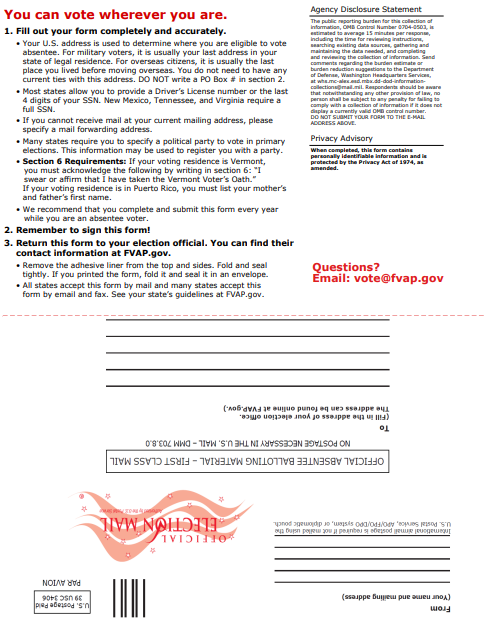 You can vote wherever you are.
1. Fill out your form completely and accurately.
• Your U.S. address is used to determine where you are eligible to vote
absentee. For military voters, it is usually your last address in your
state of legal residence. For overseas citizens, it is usually the last
place you lived before moving overseas. You do not need to have any
current ties with this address. DO NOT write a PO Box # in section 2.
• Most states allow you to provide a Driver's License number or the last
4 digits of your SSN. New Mexico, Tennessee, and Virginia require a
full SSN.
• If you cannot receive mail at your current mailing address, please
specify a mail forwarding address.
• Many states require you to specify a political party to vote in primary
elections. This information may be used to register you with a party.
• Section 6 Requirements: If your voting residence is Vermont,
you must acknowledge the following by writing in section 6: "I
swear or affirm that I have taken the Vermont Voter's Oath."
If your voting residence is in Puerto Rico, you must list your mother's
and father's first name.
• We recommend that you complete and submit this form every year
while you are an absentee voter.
2. Remember to sign this form!
3. Return this form to your election official. You can find their
contact information at FVAP.gov.
• Remove the adhesive liner from the top and sides. Fold and seal
tightly. If you printed the form, fold it and seal it in an envelope.
• All states accept this form by mail and many states accept this
form by email and fax. See your state's guidelines at FVAP.gov.
Agency Disclosure Statement
The public reporting burden for this collection of
information, OMB Control Number 0704-0503, is
estimated to average 15 minutes per response,
including the time for reviewing instructions,
searching existing data sources, gathering and
maintaining the data needed, and completing
and reviewing the collection of information. Send
comments regarding the burden estimate or
burden reduction suggestions to the Department
of Defense, Washington Headquarters Services,
at whs.mc-alex.esd.mbx.dd-dod-information-
collections@mail.mil. Respondents should be aware
that notwithstanding any other provision of law, no
person shall be subject to any penalty for failing to
comply with a collection of information if it does not
display a currently valid OMB control number.
DO NOT SUBMIT YOUR FORM TO THE E-MAIL
ADDRESS ABOVE.
Privacy Advisory
When completed, this form contains
personally identifiable information and is
protected by the Privacy Act of 1974, as
amended.
Questions?
Email: vote@fvap.gov
From
(Your name and mailing address)
International airmail postage is required if not mailed using the
U.S. Postal Service, APO/FPO/DPO system, or diplomatic pouch.
U.S. Postage Paid
39 USC 3406
PAR AVION
OFFICIAL
ELECTION MAIL
Authorized by the U.S. Postal Service
OFFICIAL ABSENTEE BALLOTING MATERIAL – FIRST CLASS MAIL
NO POSTAGE NECESSARY IN THE U.S. MAIL – DMM 703.8.0
To
(Fill in the address of your election office.
The address can be found online at FVAP.gov)